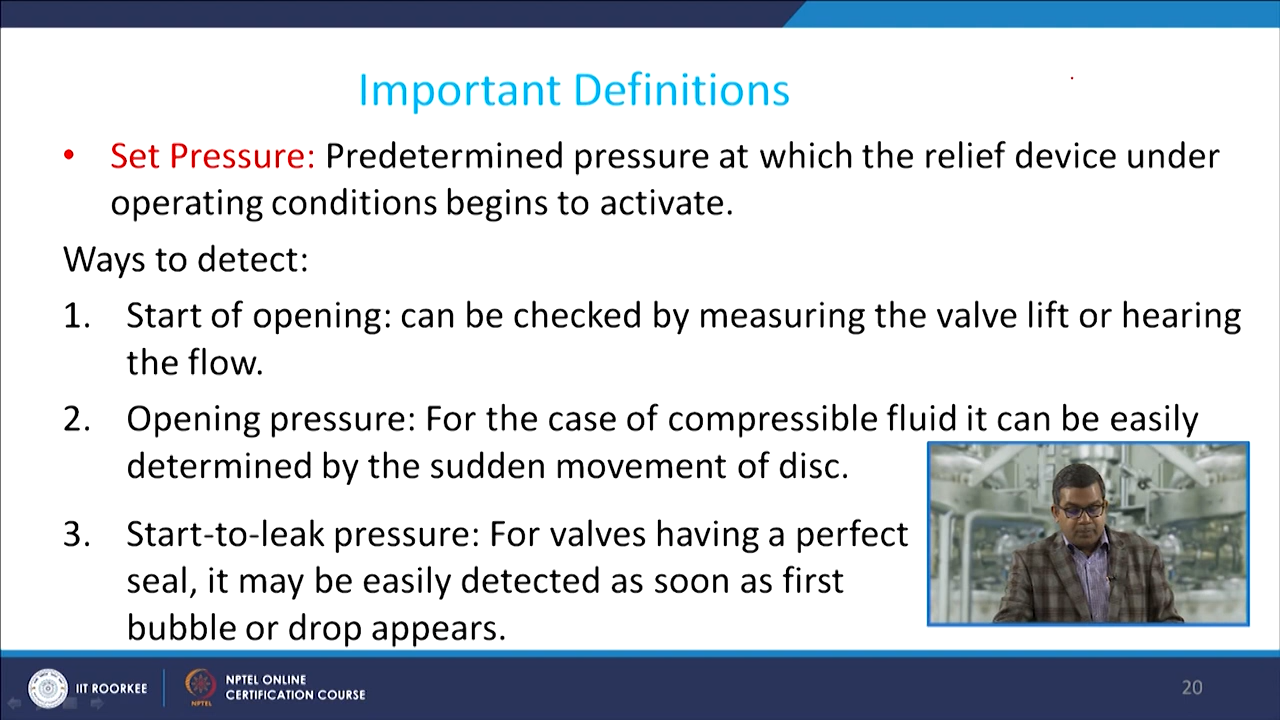 Important Definitions
• Set Pressure: Predetermined pressure at which the relief device under
operating conditions begins to activate.
Ways to detect:
1. Start of opening: can be checked by measuring the valve lift or hearing
the flow.
2. Opening pressure: For the case of compressible fluid it can be easily
determined by the sudden movement of disc.
3. Start-to-leak pressure: For valves having a perfect
seal, it may be easily detected as soon as first
bubble or drop appears.
IIT ROORKEE
NPTEL
NPTEL ONLINE
CERTIFICATION COURSE
20